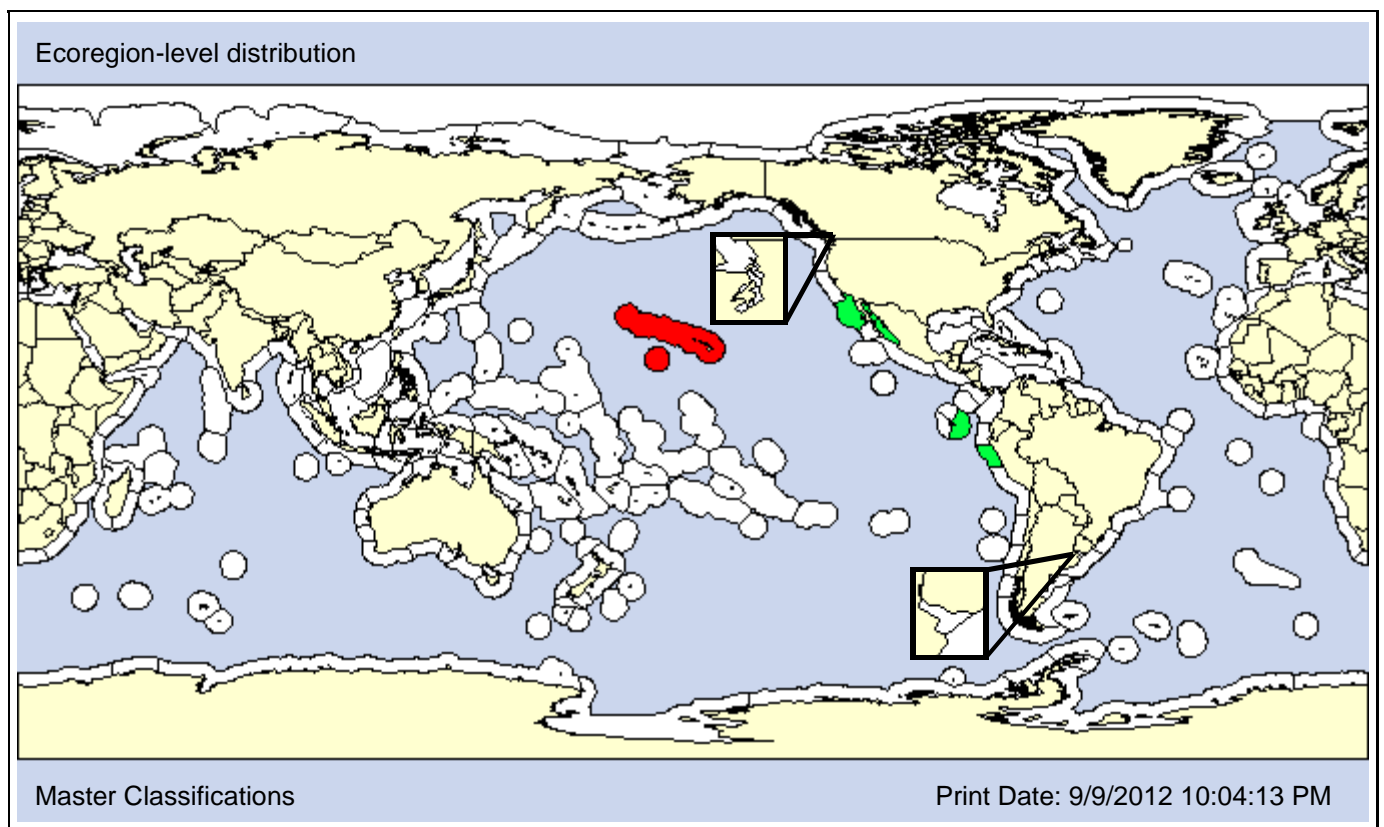 Ecoregion-level distribution
Master Classifications
Print Date: 9/9/2012 10:04:13 PM